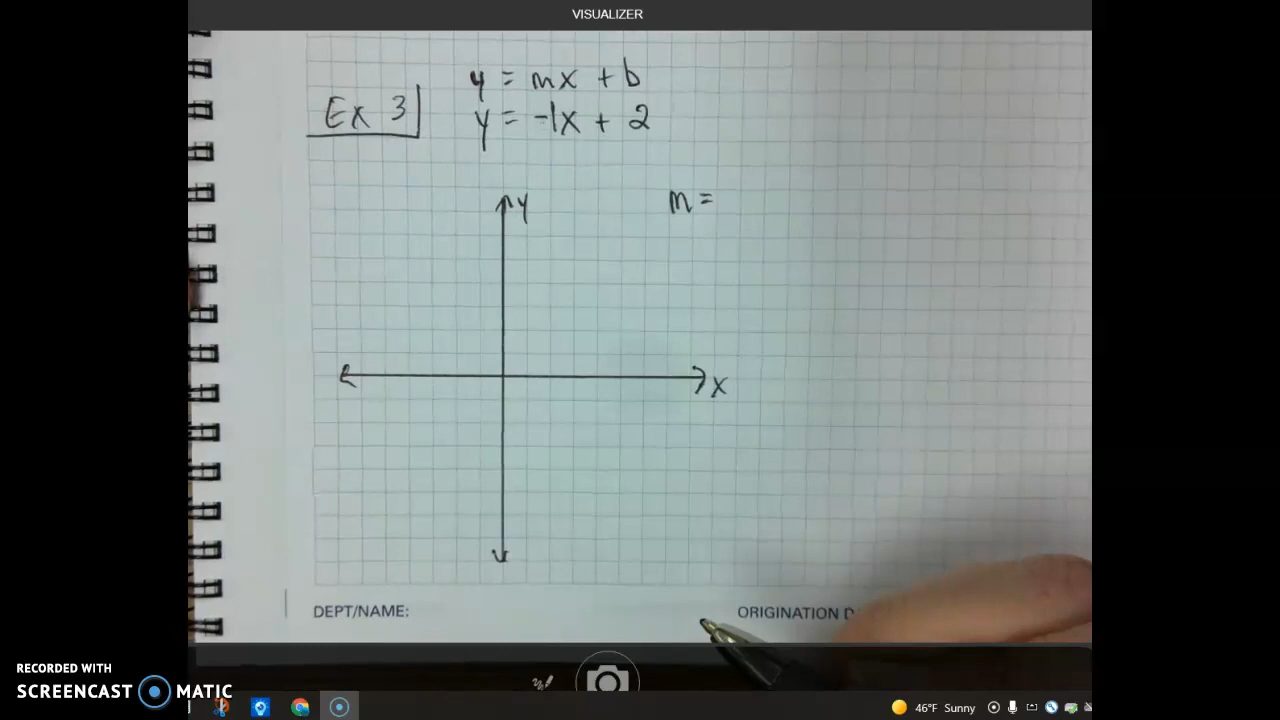 VISUALIZER
y = mx + b
Ex 3
y = -1x + 2
y
m =
x
DEPT/NAME:
ORIGINATION D
RECORDED WITH
SCREENCAST MATIC
46°F Sunny